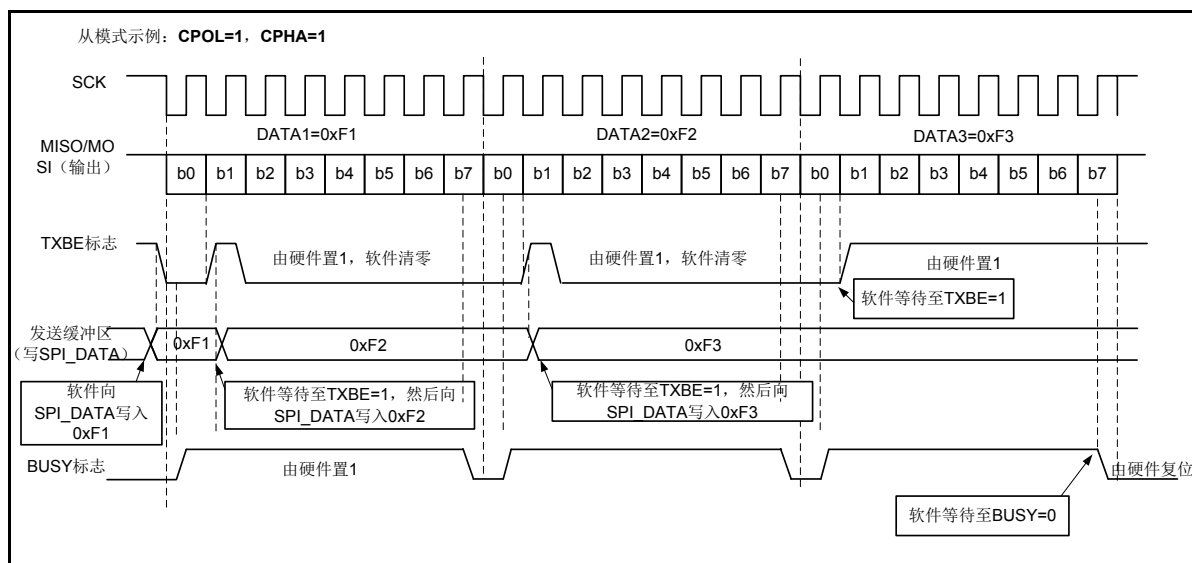 从模式示例：CPOL=1，CPHA=1
SCK
DATA1=0xF1 DATA2=0xF2 DATA3=0xF3
MISO/MO
SI（输出）
b0 b1 b2 b3 b4 b5 b6 b7 b0 b1 b2 b3 b4 b5 b6 b7 b0 b1 b2 b3 b4 b5 b6 b7
TXBE标志
由硬件置1，软件清零 由硬件置1，软件清零 由硬件置1
软件等待至TXBE=1
发送缓冲区
（写SPI_DATA）
0xF1 0xF2 0xF3
软件向
SPI_DATA写入
0xF1
软件等待至TXBE=1，然后向
SPI_DATA写入0xF2
软件等待至TXBE=1，然后向
SPI_DATA写入0xF3
BUSY标志
由硬件置1
由硬件复位
软件等待至BUSY=0